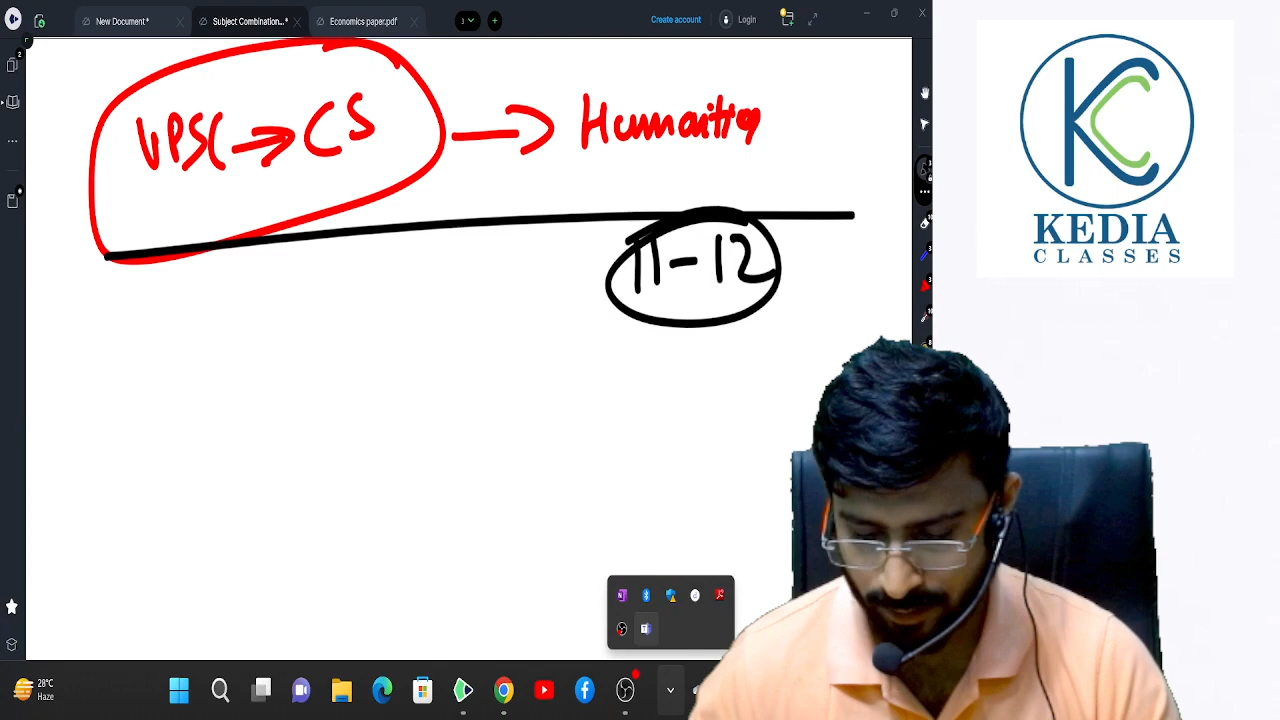 New Document*
Subject Combination...*
Economics paper.pdf
Create account
Login
UPSC → CS → Humanities
11-12
KEDIA
CLASSES
28°C
Haze